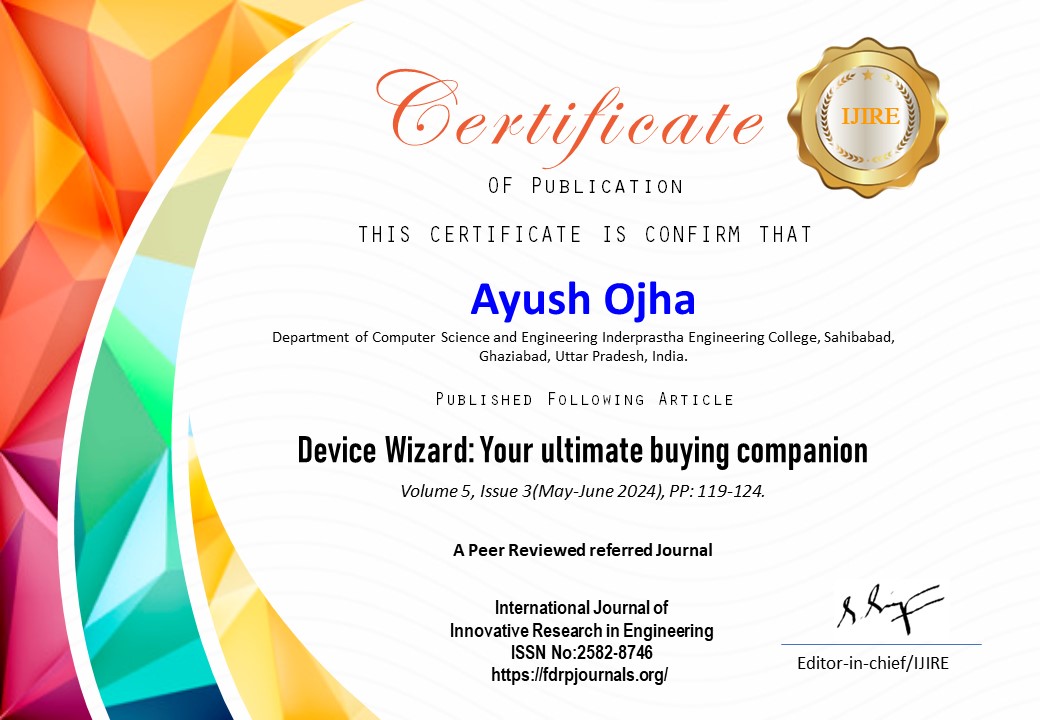 Certificate
IJIRE
OF PUBLICATION
THIS CERTIFICATE IS CONFIRM THAT
Ayush Ojha
Department of Computer Science and Engineering Inderprastha Engineering College, Sahibabad,
Ghaziabad, Uttar Pradesh, India.
PUBLISHED FOLLOWING ARTICLE
Device Wizard: Your ultimate buying companion
Volume 5, Issue 3(May-June 2024), PP: 119-124.
A Peer Reviewed referred Journal
International Journal of
Innovative Research in Engineering
ISSN No:2582-8746
https://fdrpjournals.org/
Editor-in-chief/IJIRE